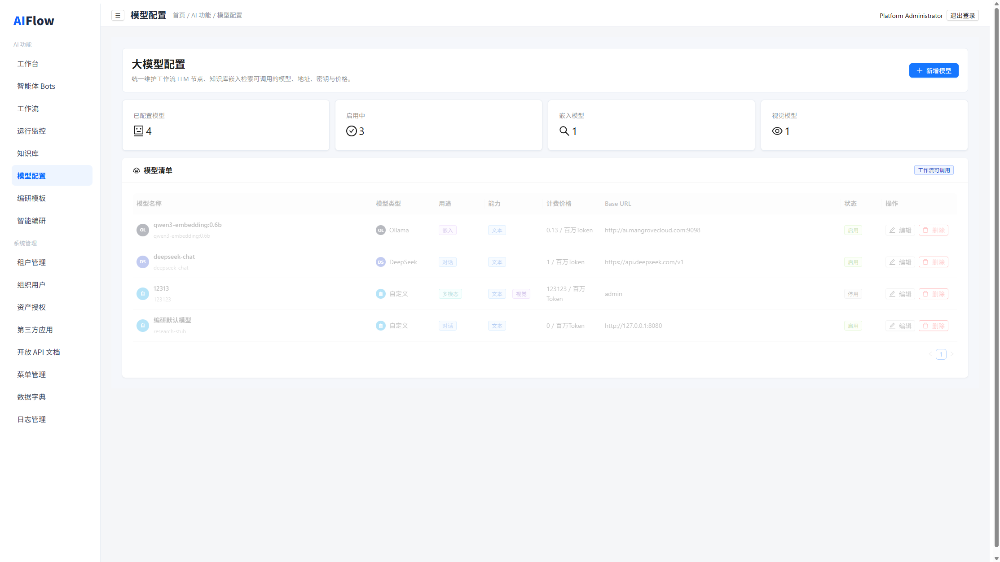 AIFlow
AI 功能
工作台
智能体 Bots
工作流
运行监控
知识库
模型配置
编研模板
智能编研
系统管理
租户管理
组织用户
资产授权
第三方应用
开放 API 文档
菜单管理
数据字典
日志管理
模型配置 首页 / AI 功能 / 模型配置
Platform Administrator 退出登录
大模型配置
统一维护工作流 LLM 节点、知识库嵌入检索可调用的模型、地址、密钥与价格。
新增模型
已配置模型
4
启用中
3
嵌入模型
1
视觉模型
1
模型清单
工作流可调用
模型名称 模型类型 用途 能力 计费价格 Base URL 状态 操作
OL qwen3-embedding:0.6b
qwen3-embedding:0.6b
OL Ollama 嵌入 文本 0.13 / 百万Token http://ai.mangrovecloud.com:9098 启用 编辑 删除
DS deepseek-chat
deepseek-chat
DS DeepSeek 对话 文本 1 / 百万Token https://api.deepseek.com/v1 启用 编辑 删除
自 12313
123123
自 自定义 多模态 文本 视觉 123123 / 百万
Token
admin 停用 编辑 删除
自 编研默认模型
research-stub
自 自定义 对话 文本 0 / 百万Token http://127.0.0.1:8080 启用 编辑 删除
1